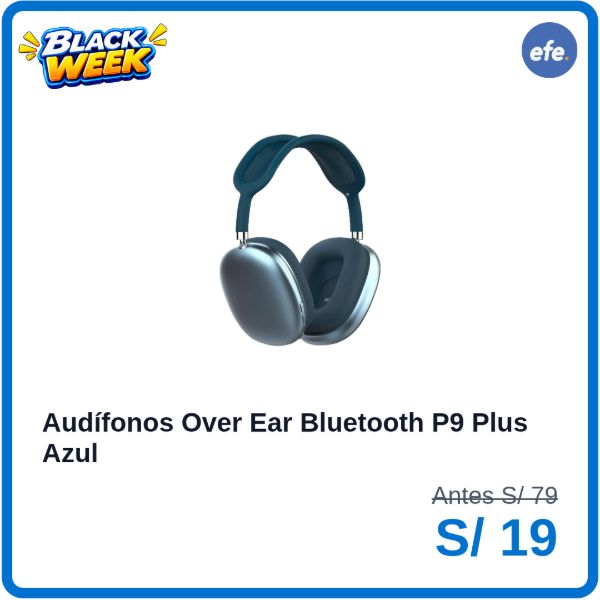 BLACK
WEEK
efe.
Audífonos Over Ear Bluetooth P9 Plus
Azul
Antes S/ 79
S/ 19